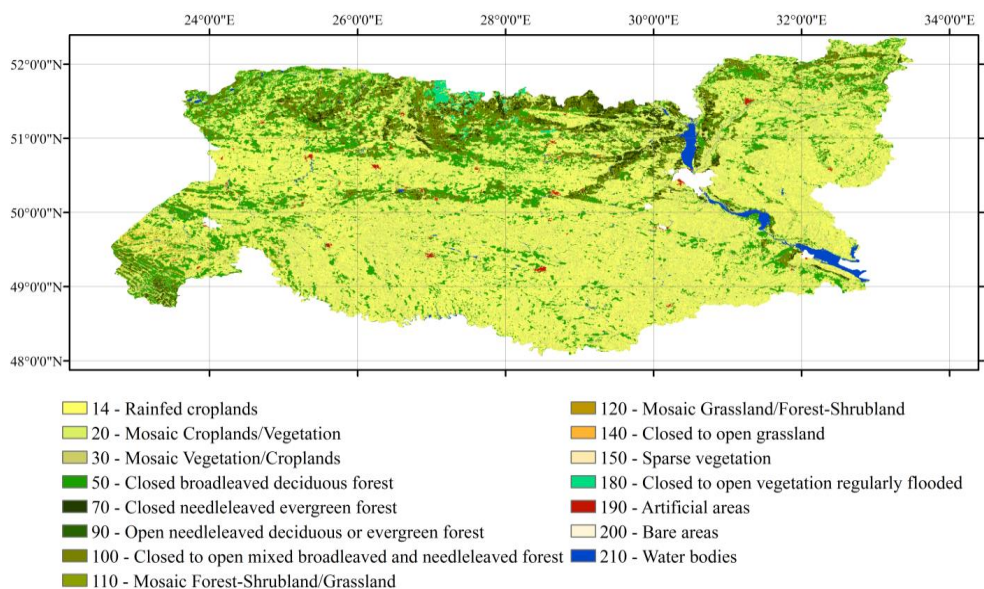 24°0'0"E 26°0'0"E 28°0'0"E 30°0'0"E 32°0'0"E 34°0'0"E
52°0'0"N
51°0'0"N
50°0'0"N
49°0'0"N
48°0'0"N
14 - Rainfed croplands
20 - Mosaic Croplands/Vegetation
30 - Mosaic Vegetation/Croplands
50 - Closed broadleaved deciduous forest
70 - Closed needleleaved evergreen forest
90 - Open needleleaved deciduous or evergreen forest
100 - Closed to open mixed broadleaved and needleleaved forest
110 - Mosaic Forest-Shrubland/Grassland
120 - Mosaic Grassland/Forest-Shrubland
140 - Closed to open grassland
150 - Sparse vegetation
180 - Closed to open vegetation regularly flooded
190 - Artificial areas
200 - Bare areas
210 - Water bodies